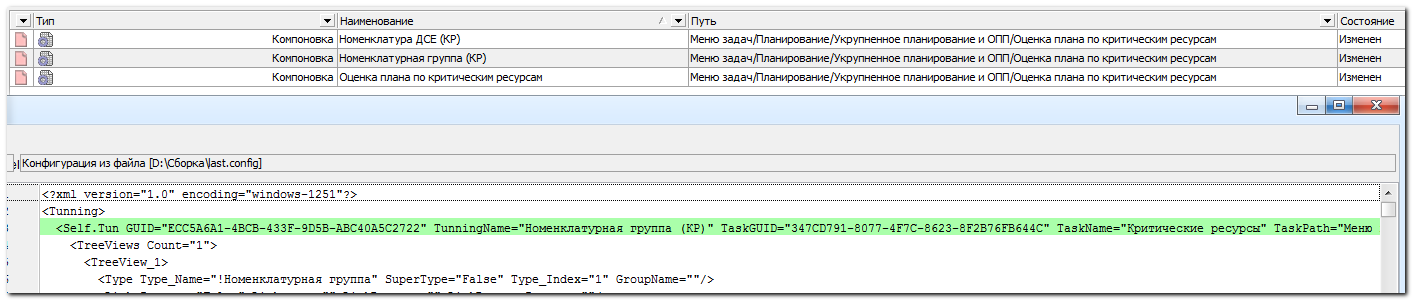 Тип Наименование Путь Состояние
Компоновка Номенклатура ДСЕ (КР) Меню задач/Планирование/Укрупненное планирование и ОПП/Оценка плана по критическим ресурсам Изменен
Компоновка Номенклатурная группа (КР) Меню задач/Планирование/Укрупненное планирование и ОПП/Оценка плана по критическим ресурсам Изменен
Компоновка Оценка плана по критическим ресурсам Меню задач/Планирование/Укрупненное планирование и ОПП/Оценка плана по критическим ресурсам Изменен
Конфигурация из файла [D:\Сборка\last.config]
<?xml version="1.0" encoding="windows-1251"?>
<Tunning>
<Self.Tun GUID="ECC5A6A1-4BCB-433F-9D5B-ABC40A5C2722" TunningName="Номенклатурная группа (КР)" TaskGUID="347CD791-8077-4F7C-8623-8F2B76FB644C" TaskName="Критические ресурсы" TaskPath="Меню
<TreeViews Count="1">
<TreeView_1>
<Type Type_Name="!Номенклатурная группа" SuperType="False" Type_Index="1" GroupName=""/>